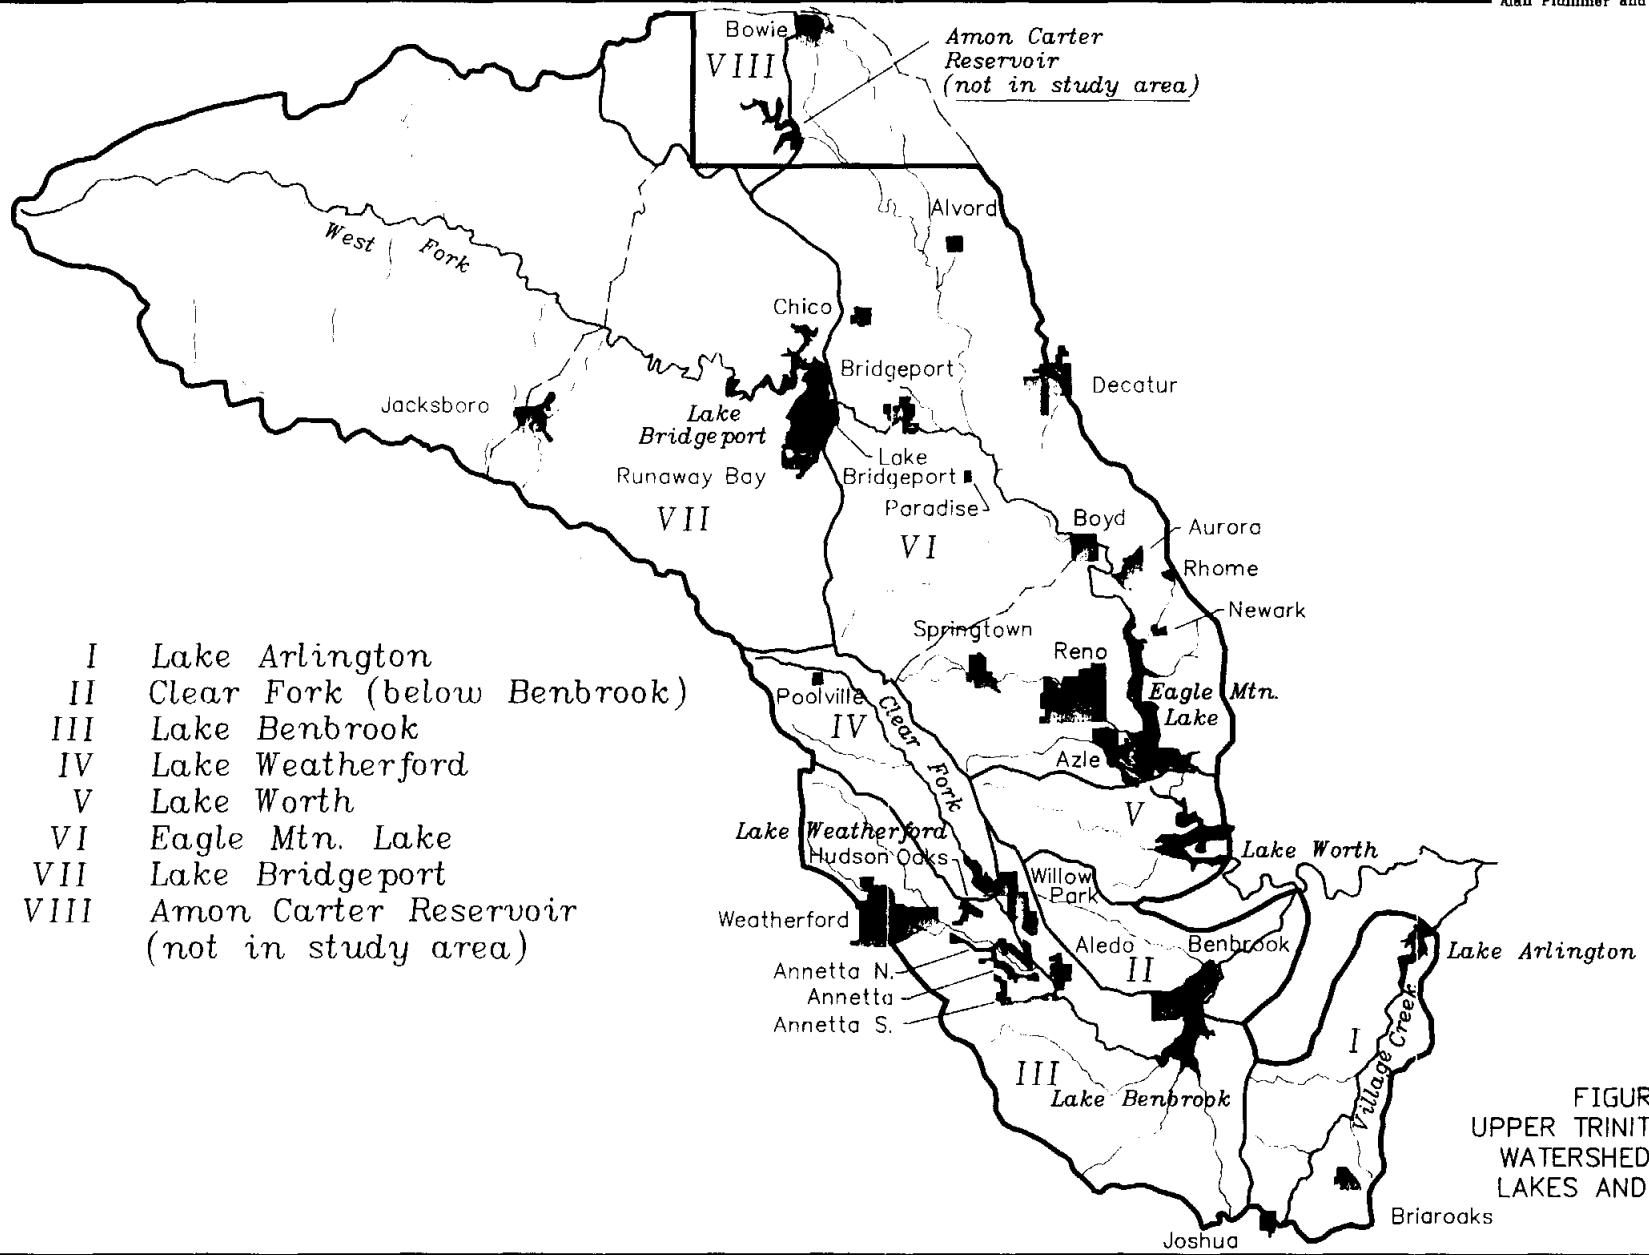 Alan Plummer and
Bowie
VIII
Amon Carter
Reservoir
(not in study area)
Alvord
West Fork
Chico
Bridgeport
Decatur
Jacksboro
Lake
Bridgeport
Lake
Bridgeport
Runaway Bay
Paradise
VII
VI
Boyd
Aurora
Rhome
Newark
Springtown
Reno
Eagle Mtn.
Lake
Poolville
IV
Clear Fork
Azle
V
Lake Weatherford
Hudson Oaks
Lake Worth
Willow
Park
Weatherford
Aledo
Benbrook
II
Lake Arlington
Annetta N.
Annetta
Annetta S.
I
Village Creek
III
Lake Benbrook
Briaroaks
Joshua
I Lake Arlington
II Clear Fork (below Benbrook)
III Lake Benbrook
IV Lake Weatherford
V Lake Worth
VI Eagle Mtn. Lake
VII Lake Bridgeport
VIII Amon Carter Reservoir
(not in study area)
FIGUR
UPPER TRINIT
WATERSHED
LAKES AND